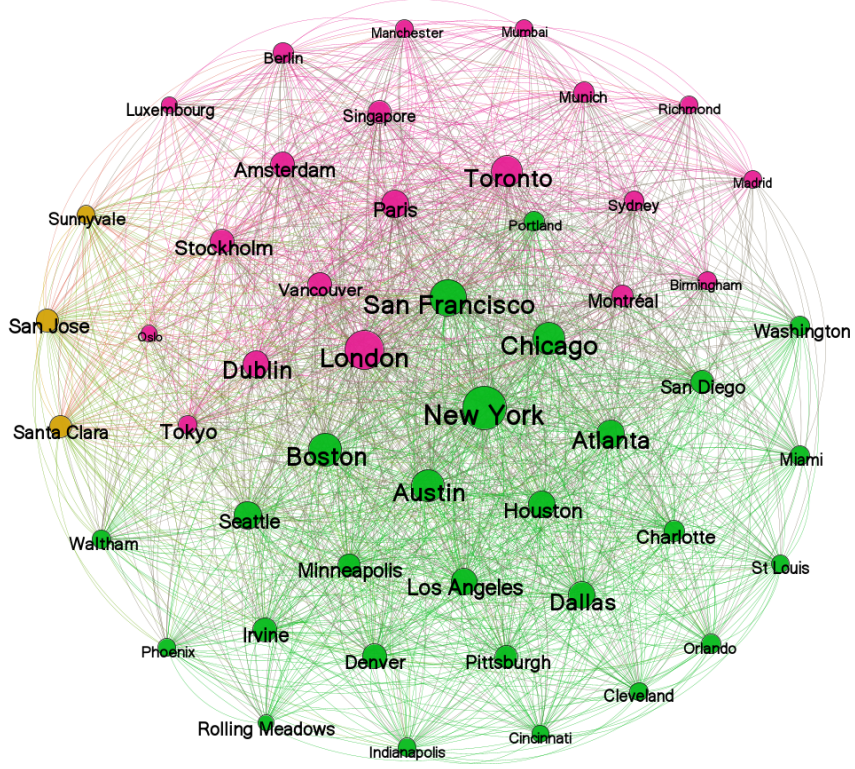 Manchester
Mumbai
Berlin
Luxembourg
Singapore
Munich
Richmond
Amsterdam
Toronto
Madrid
Sunnyvale
Paris
Sydney
Portland
Stockholm
Vancouver
Birmingham
San Francisco
Montréal
San Jose
Oslo
Washington
London
Chicago
Dublin
San Diego
New York
Santa Clara
Tokyo
Atlanta
Boston
Miami
Austin
Seattle
Houston
Waltham
Charlotte
Minneapolis
St Louis
Los Angeles
Dallas
Irvine
Phoenix
Denver
Pittsburgh
Orlando
Cleveland
Rolling Meadows
Cincinnati
Indianapolis